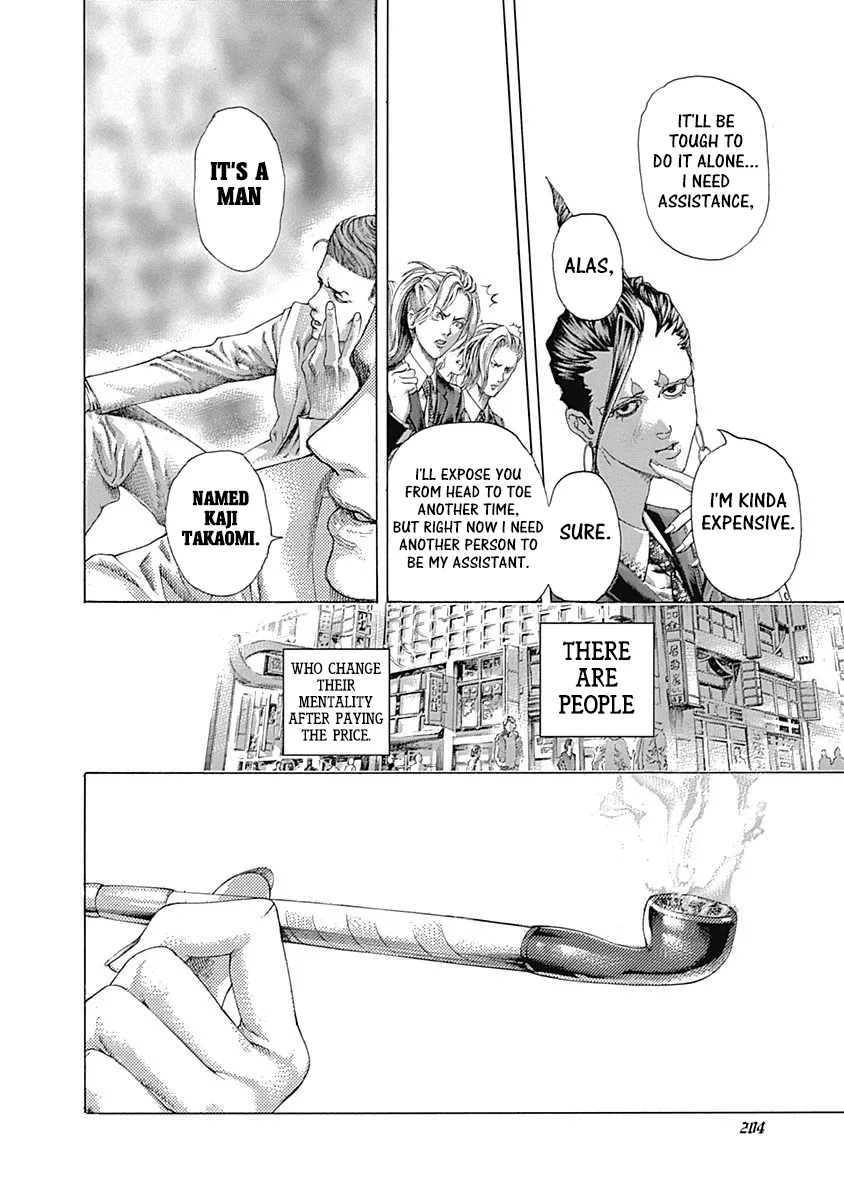 IT'LL BE
TOUGH TO
DO IT ALONE...
I NEED
ASSISTANCE,
ALAS,
I'M KINDA
EXPENSIVE.
SURE.
I'LL EXPOSE YOU
FROM HEAD TO TOE
ANOTHER TIME,
BUT RIGHT NOW I NEED
ANOTHER PERSON TO
BE MY ASSISTANT.
IT'S A
MAN
NAMED
KAJI
TAKAOMI.
THERE
ARE
PEOPLE
WHO CHANGE
THEIR
MENTALITY
AFTER PAYING
THE PRICE.
204